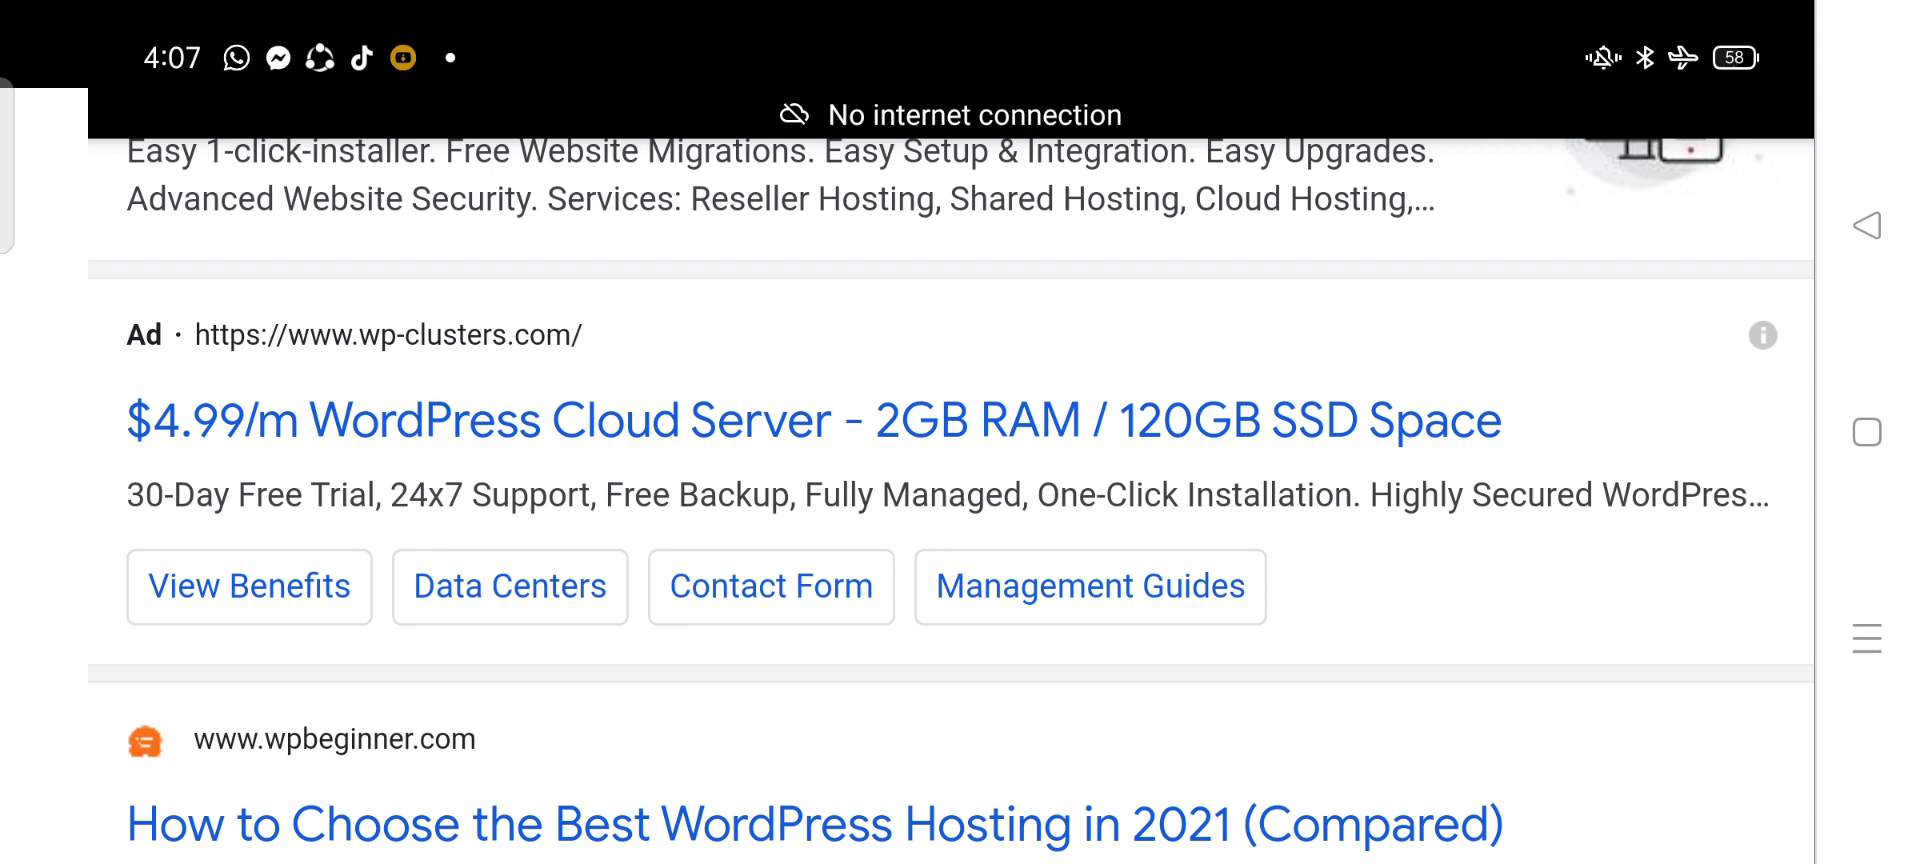 4:07
58
No internet connection
Easy 1-click-installer. Free Website Migrations. Easy Setup & Integration. Easy Upgrades.
Advanced Website Security. Services: Reseller Hosting, Shared Hosting, Cloud Hosting,...
Ad · https://www.wp-clusters.com/
$4.99/m WordPress Cloud Server - 2GB RAM / 120GB SSD Space
30-Day Free Trial, 24x7 Support, Free Backup, Fully Managed, One-Click Installation. Highly Secured WordPres...
View Benefits Data Centers Contact Form Management Guides
www.wpbeginner.com
How to Choose the Best WordPress Hosting in 2021 (Compared)